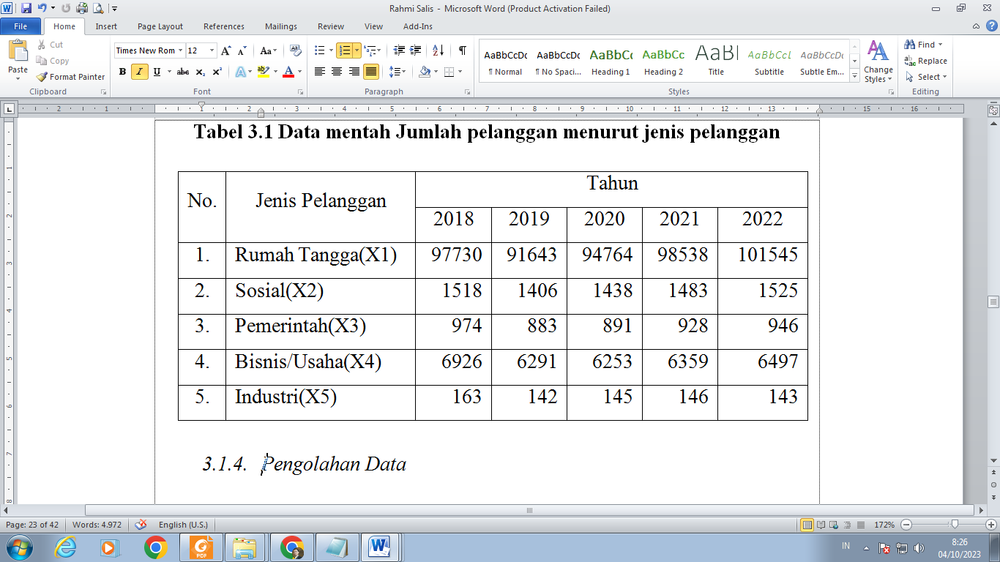 Rahmi Salis - Microsoft Word (Product Activation Failed)
File Home Insert Page Layout References Mailings Review View Add-Ins
Paste Cut Copy Format Painter
Times New Rom 12
AaBbCcDc AaBbCcDc AaBbCc AaBbCc AaBl AaBbCcL AaBbCcDc
¶ Normal ¶ No Spaci... Heading 1 Heading 2 Title Subtitle Subtle Em...
Change Styles
Find Replace Select
Clipboard Font Paragraph Styles Editing
Tabel 3.1 Data mentah Jumlah pelanggan menurut jenis pelanggan
No. Jenis Pelanggan Tahun
2018 2019 2020 2021 2022
1. Rumah Tangga(X1) 97730 91643 94764 98538 101545
2. Sosial(X2) 1518 1406 1438 1483 1525
3. Pemerintah(X3) 974 883 891 928 946
4. Bisnis/Usaha(X4) 6926 6291 6253 6359 6497
5. Industri(X5) 163 142 145 146 143
3.1.4. Pengolahan Data
Page: 23 of 42 Words: 4.972 English (U.S.) 172%
PDF
IN 8:26
04/10/2023